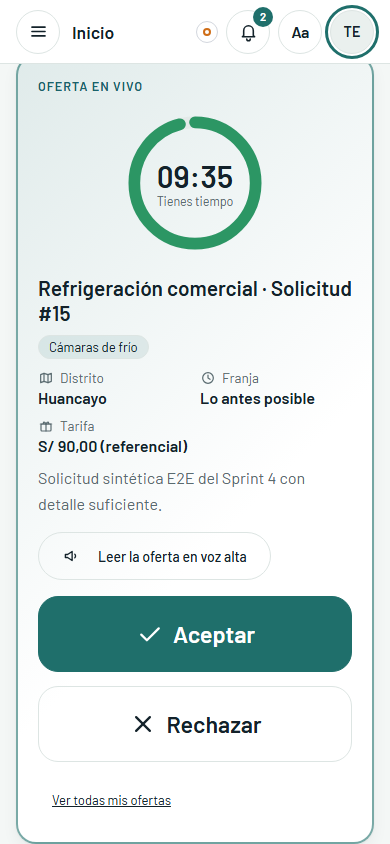 Inicio
2
Aa
TE
OFERTA EN VIVO
09:35
Tienes tiempo
Refrigeración comercial · Solicitud
#15
Cámaras de frío
Distrito
Huancayo
Franja
Lo antes posible
Tarifa
S/ 90,00 (referencial)
Solicitud sintética E2E del Sprint 4 con
detalle suficiente.
Leer la oferta en voz alta
Aceptar
Rechazar
Ver todas mis ofertas